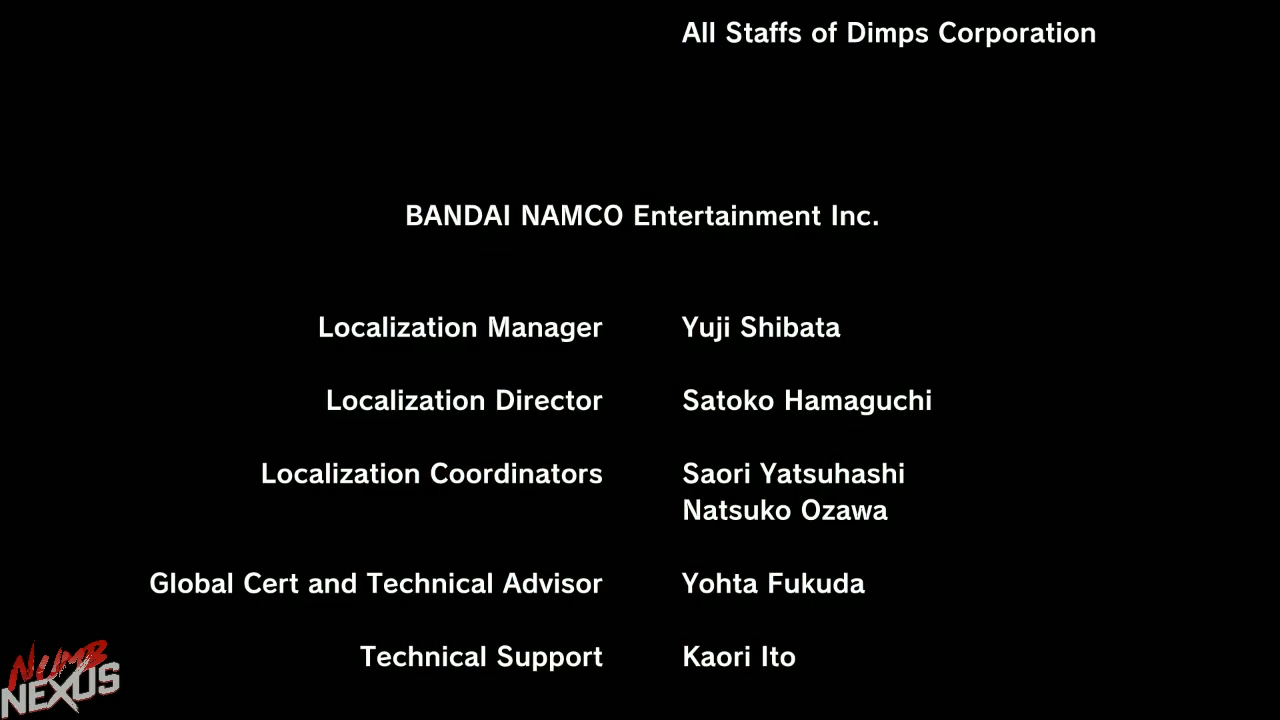 All Staffs of Dimps Corporation
BANDAI NAMCO Entertainment Inc.
Localization Manager Yuji Shibata
Localization Director Satoko Hamaguchi
Localization Coordinators Saori Yatsuhashi
Natsuko Ozawa
Global Cert and Technical Advisor Yohta Fukuda
Technical Support Kaori Ito
NUMB
NEXUS